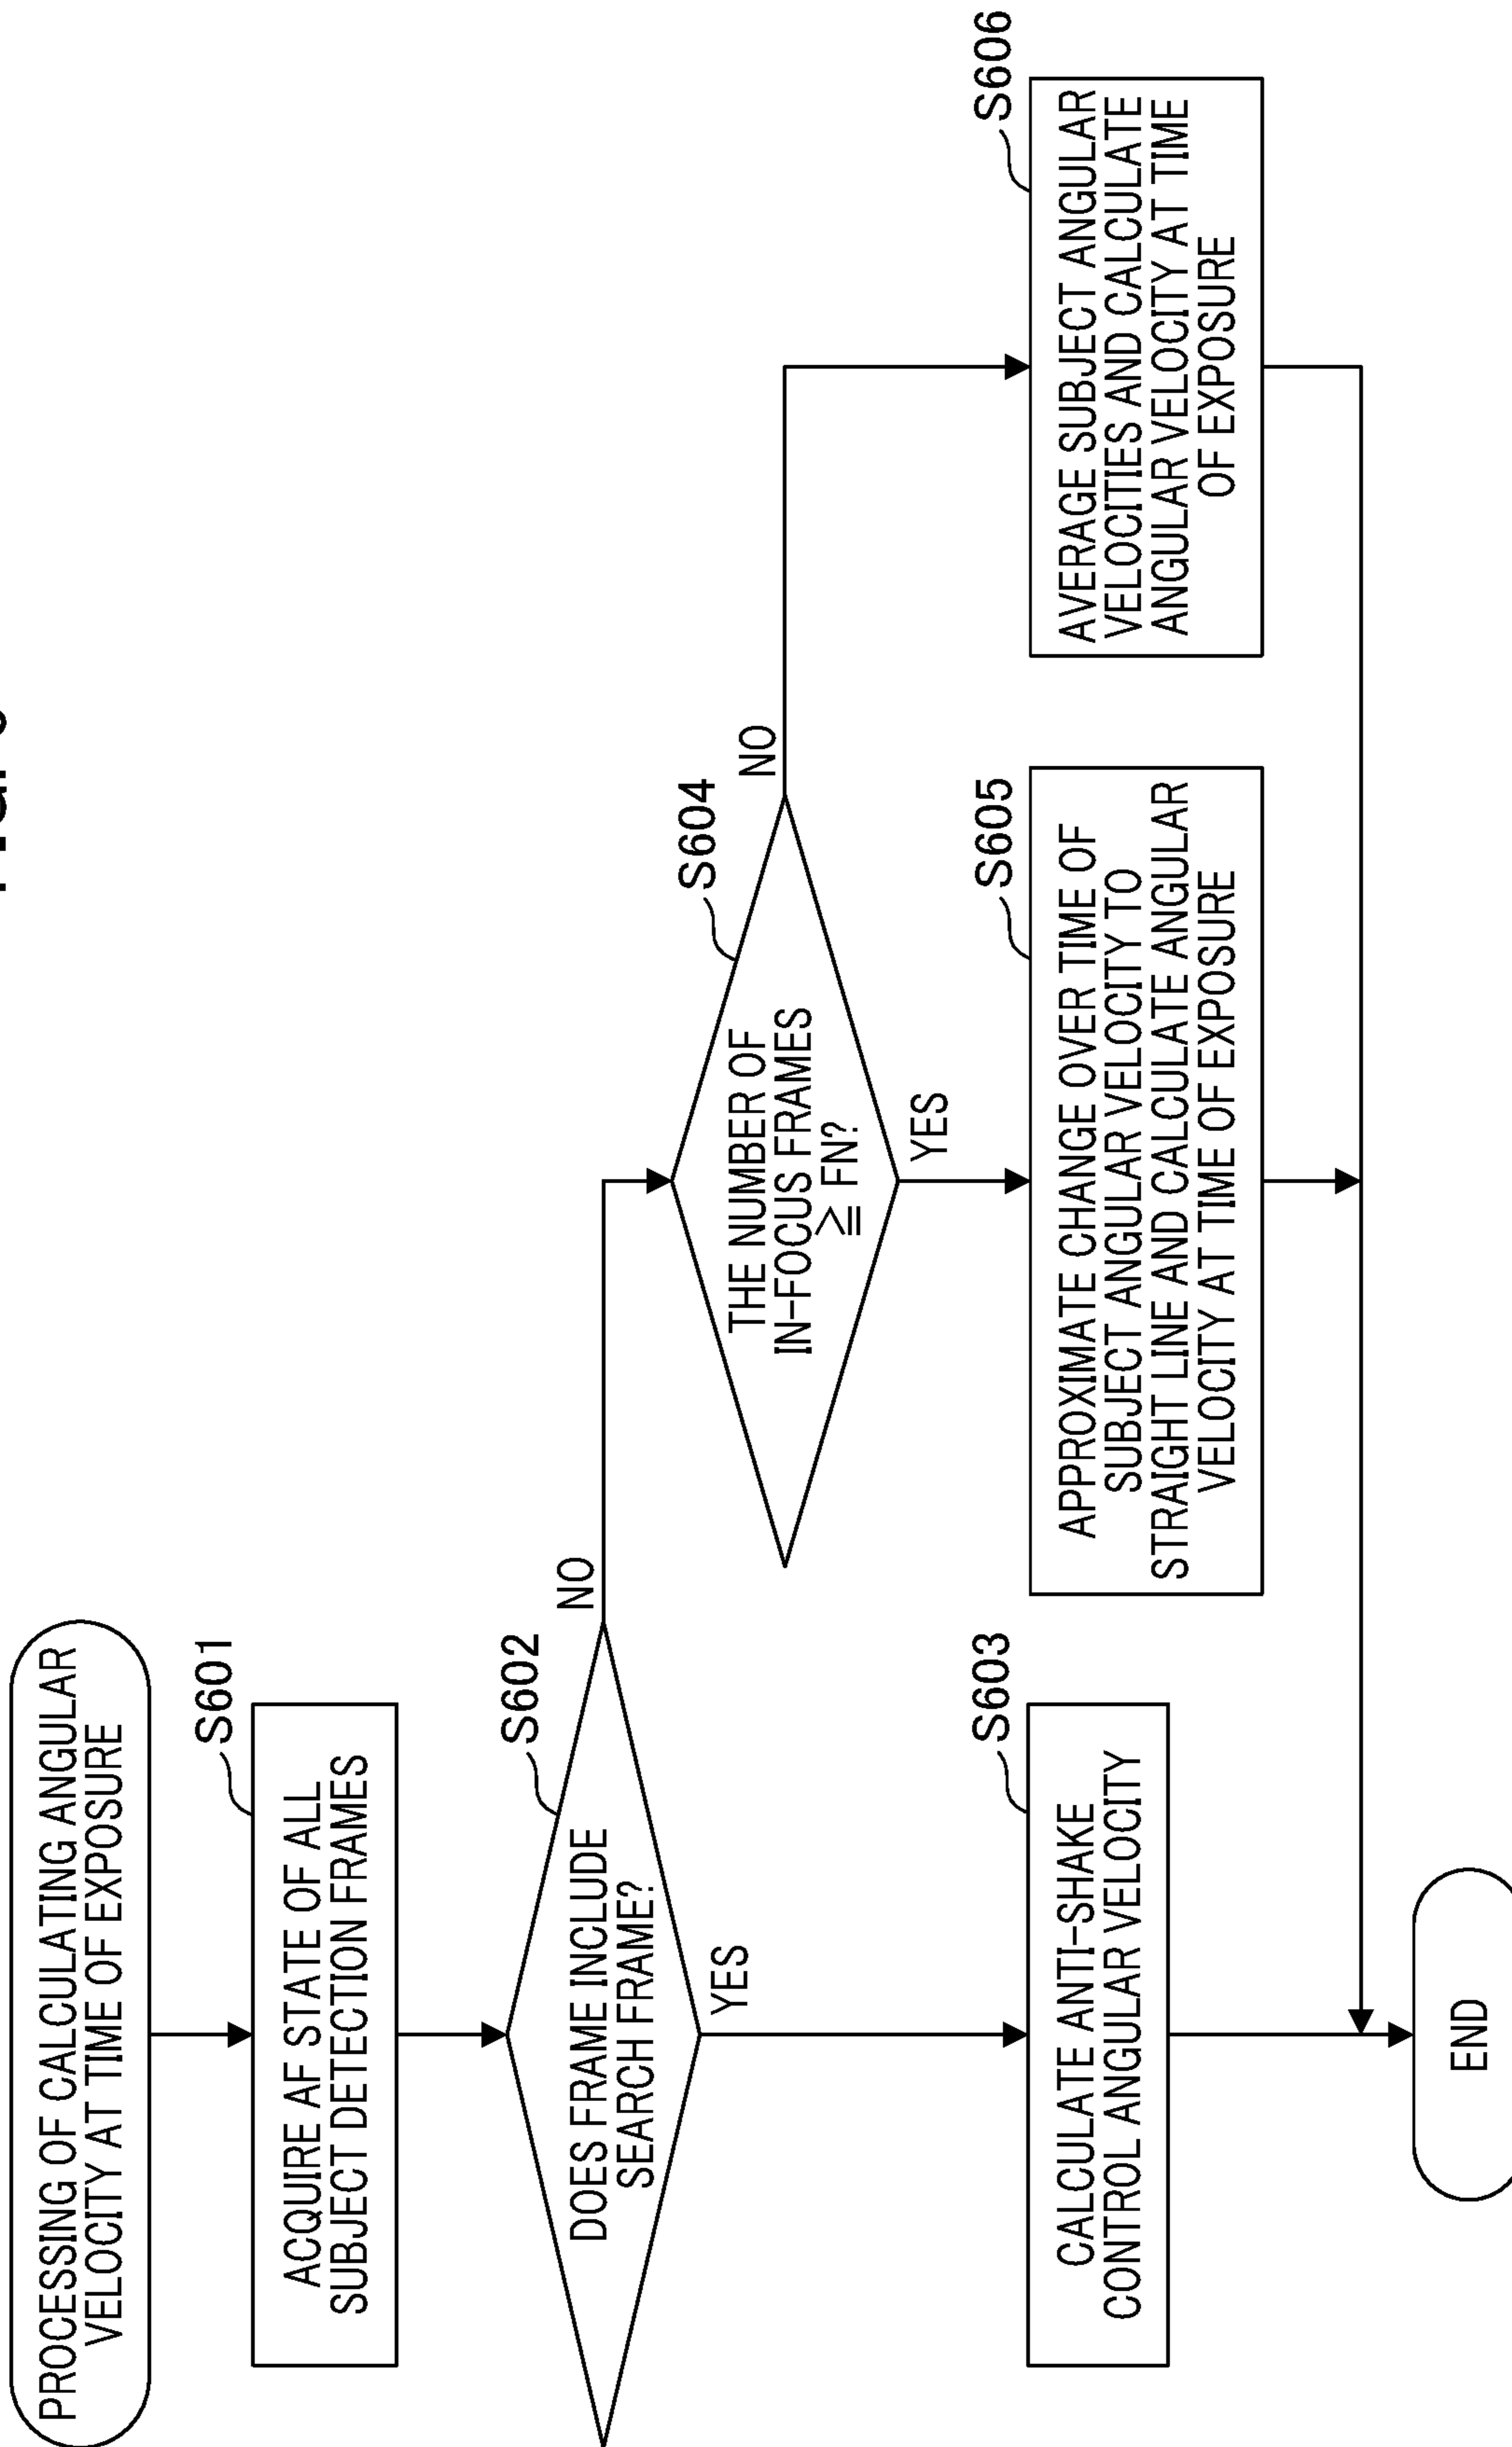 PROCESSING OF CALCULATING ANGULAR
VELOCITY AT TIME OF EXPOSURE
S601
ACQUIRE AF STATE OF ALL
SUBJECT DETECTION FRAMES
S602
DOES FRAME INCLUDE
SEARCH FRAME?
NO
YES
S603
CALCULATE ANTI-SHAKE
CONTROL ANGULAR VELOCITY
S604
THE NUMBER OF
IN-FOCUS FRAMES
≧ FN?
NO
YES
S605
APPROXIMATE CHANGE OVER TIME OF
SUBJECT ANGULAR VELOCITY TO
STRAIGHT LINE AND CALCULATE ANGULAR
VELOCITY AT TIME OF EXPOSURE
S606
AVERAGE SUBJECT ANGULAR
VELOCITIES AND CALCULATE
ANGULAR VELOCITY AT TIME
OF EXPOSURE
END